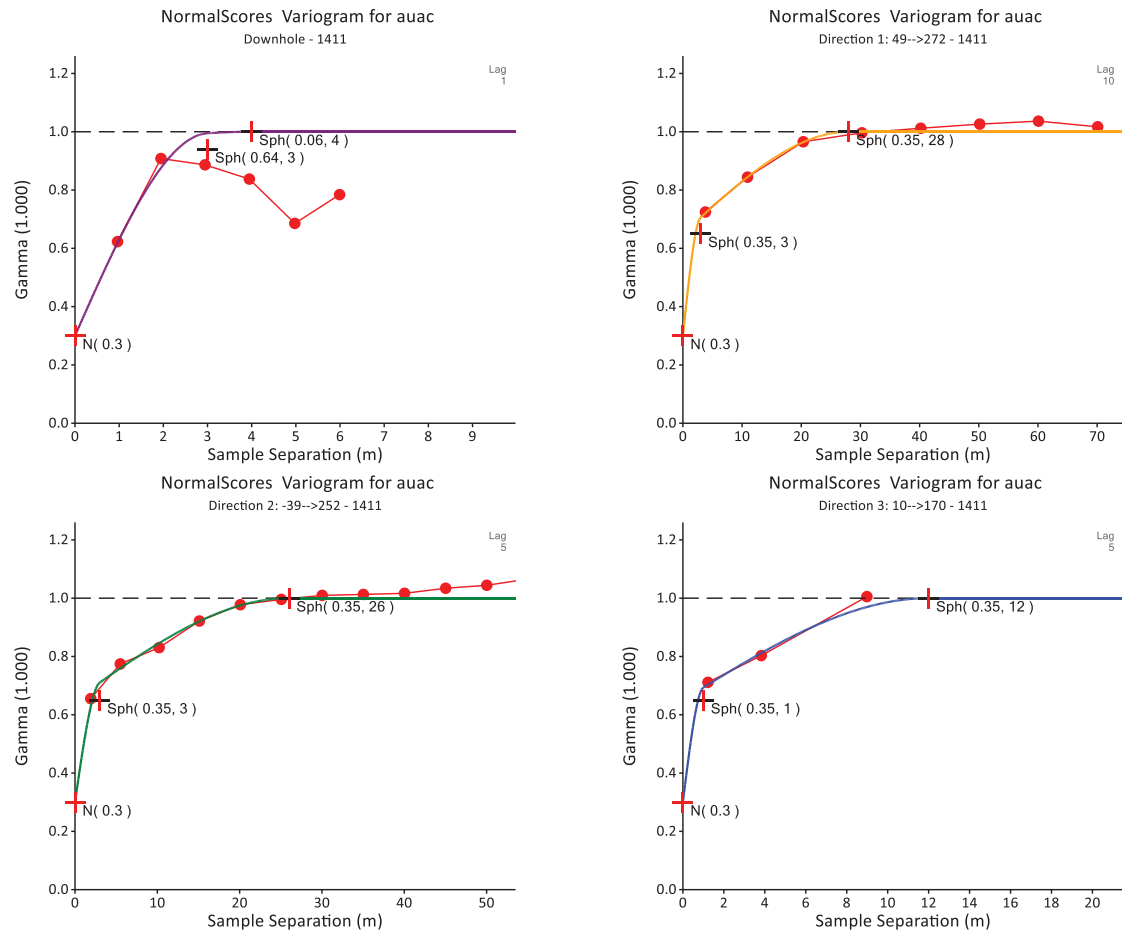 NormalScores Variogram for auac
Downhole - 1411
Lag
1
1.2
1.0
0.8
0.6
0.4
0.2
0.0
Gamma (1.000)
Sph( 0.06, 4 )
Sph( 0.64, 3 )
N( 0.3 )
0 1 2 3 4 5 6 7 8 9
Sample Separation (m)
NormalScores Variogram for auac
Direction 1: 49-->272 - 1411
Lag
10
1.2
1.0
0.8
0.6
0.4
0.2
0.0
Gamma (1.000)
Sph( 0.35, 28 )
Sph( 0.35, 3 )
N( 0.3 )
0 10 20 30 40 50 60 70
Sample Separation (m)
NormalScores Variogram for auac
Direction 2: -39-->252 - 1411
Lag
5
1.2
1.0
0.8
0.6
0.4
0.2
0.0
Gamma (1.000)
Sph( 0.35, 26 )
Sph( 0.35, 3 )
N( 0.3 )
0 10 20 30 40 50
Sample Separation (m)
NormalScores Variogram for auac
Direction 3: 10-->170 - 1411
Lag
5
1.2
1.0
0.8
0.6
0.4
0.2
0.0
Gamma (1.000)
Sph( 0.35, 12 )
Sph( 0.35, 1 )
N( 0.3 )
0 2 4 6 8 10 12 14 16 18 20
Sample Separation (m)